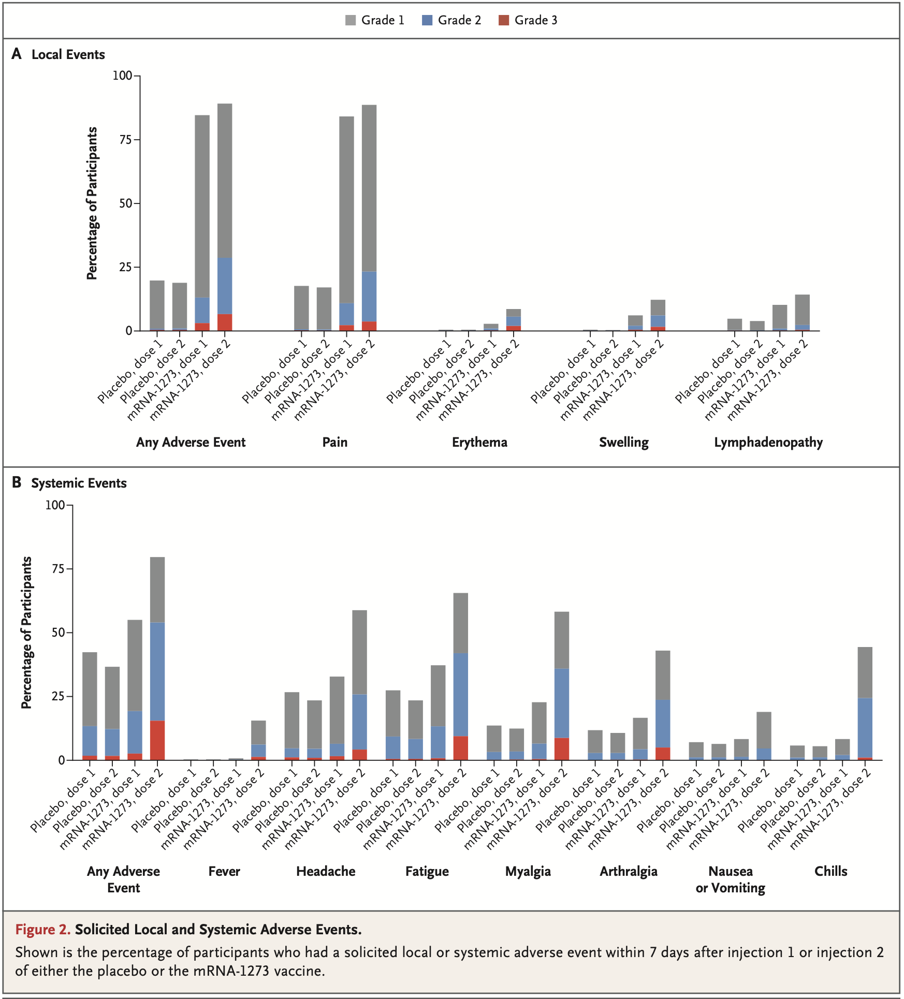 Grade 1 Grade 2 Grade 3
A Local Events
100
75
50
25
0
Percentage of Participants
Placebo, dose 1
Placebo, dose 2
mRNA-1273, dose 1
mRNA-1273, dose 2
Placebo, dose 1
Placebo, dose 2
mRNA-1273, dose 1
mRNA-1273, dose 2
Placebo, dose 1
Placebo, dose 2
mRNA-1273, dose 1
mRNA-1273, dose 2
Placebo, dose 1
Placebo, dose 2
mRNA-1273, dose 1
mRNA-1273, dose 2
Placebo, dose 1
Placebo, dose 2
mRNA-1273, dose 1
mRNA-1273, dose 2
Any Adverse Event Pain Erythema Swelling Lymphadenopathy
B Systemic Events
100
75
50
25
0
Percentage of Participants
Placebo, dose 1
Placebo, dose 2
mRNA-1273, dose 1
mRNA-1273, dose 2
Placebo, dose 1
Placebo, dose 2
mRNA-1273, dose 1
mRNA-1273, dose 2
Placebo, dose 1
Placebo, dose 2
mRNA-1273, dose 1
mRNA-1273, dose 2
Placebo, dose 1
Placebo, dose 2
mRNA-1273, dose 1
mRNA-1273, dose 2
Placebo, dose 1
Placebo, dose 2
mRNA-1273, dose 1
mRNA-1273, dose 2
Placebo, dose 1
Placebo, dose 2
mRNA-1273, dose 1
mRNA-1273, dose 2
Placebo, dose 1
Placebo, dose 2
mRNA-1273, dose 1
mRNA-1273, dose 2
Placebo, dose 1
Placebo, dose 2
mRNA-1273, dose 1
mRNA-1273, dose 2
Any Adverse Fever Headache Fatigue Myalgia Arthralgia Nausea Chills
Event or Vomiting
Figure 2. Solicited Local and Systemic Adverse Events.
Shown is the percentage of participants who had a solicited local or systemic adverse event within 7 days after injection 1 or injection 2
of either the placebo or the mRNA-1273 vaccine.